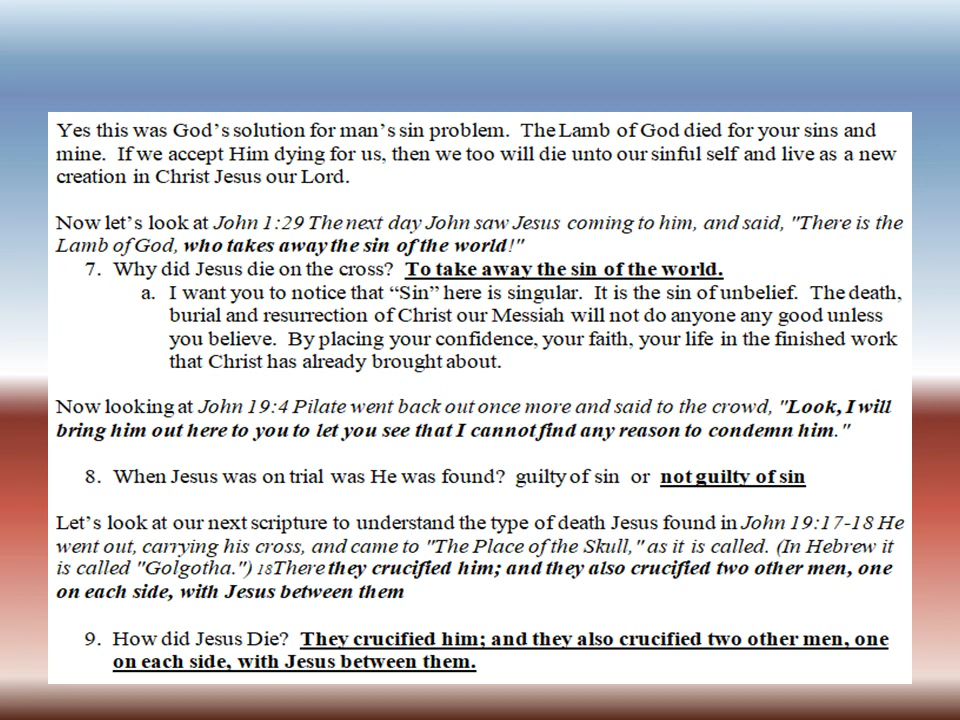 Yes this was God's solution for man's sin problem.  The Lamb of God died for your sins and
mine.  If we accept Him dying for us, then we too will die unto our sinful self and live as a new
creation in Christ Jesus our Lord.
Now let's look at John 1:29 The next day John saw Jesus coming to him, and said, "There is the
Lamb of God, who takes away the sin of the world!"
7. Why did Jesus die on the cross?  To take away the sin of the world.
a. I want you to notice that “Sin” here is singular.  It is the sin of unbelief.  The death,
burial and resurrection of Christ our Messiah will not do anyone any good unless
you believe.  By placing your confidence, your faith, your life in the finished work
that Christ has already brought about.
Now looking at John 19:4 Pilate went back out once more and said to the crowd, "Look, I will
bring him out here to you to let you see that I cannot find any reason to condemn him."
8. When Jesus was on trial was He was found?  guilty of sin  or  not guilty of sin
Let's look at our next scripture to understand the type of death Jesus found in John 19:17-18 He
went out, carrying his cross, and came to "The Place of the Skull," as it is called. (In Hebrew it
is called "Golgotha.") 18There they crucified him; and they also crucified two other men, one
on each side, with Jesus between them
9. How did Jesus Die?  They crucified him; and they also crucified two other men, one
on each side, with Jesus between them.